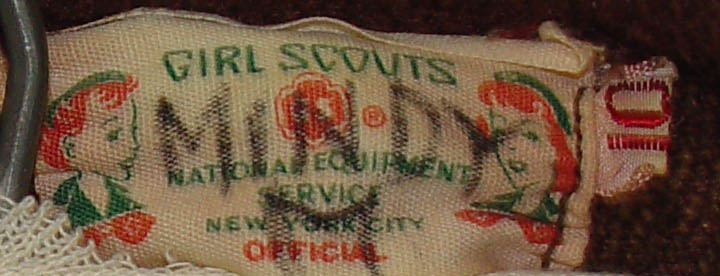 GIRL SCOUTS
MINDY
®
NATIONAL EQUIPMENT
SERVICE
NEW YORK CITY
OFFICIAL
10